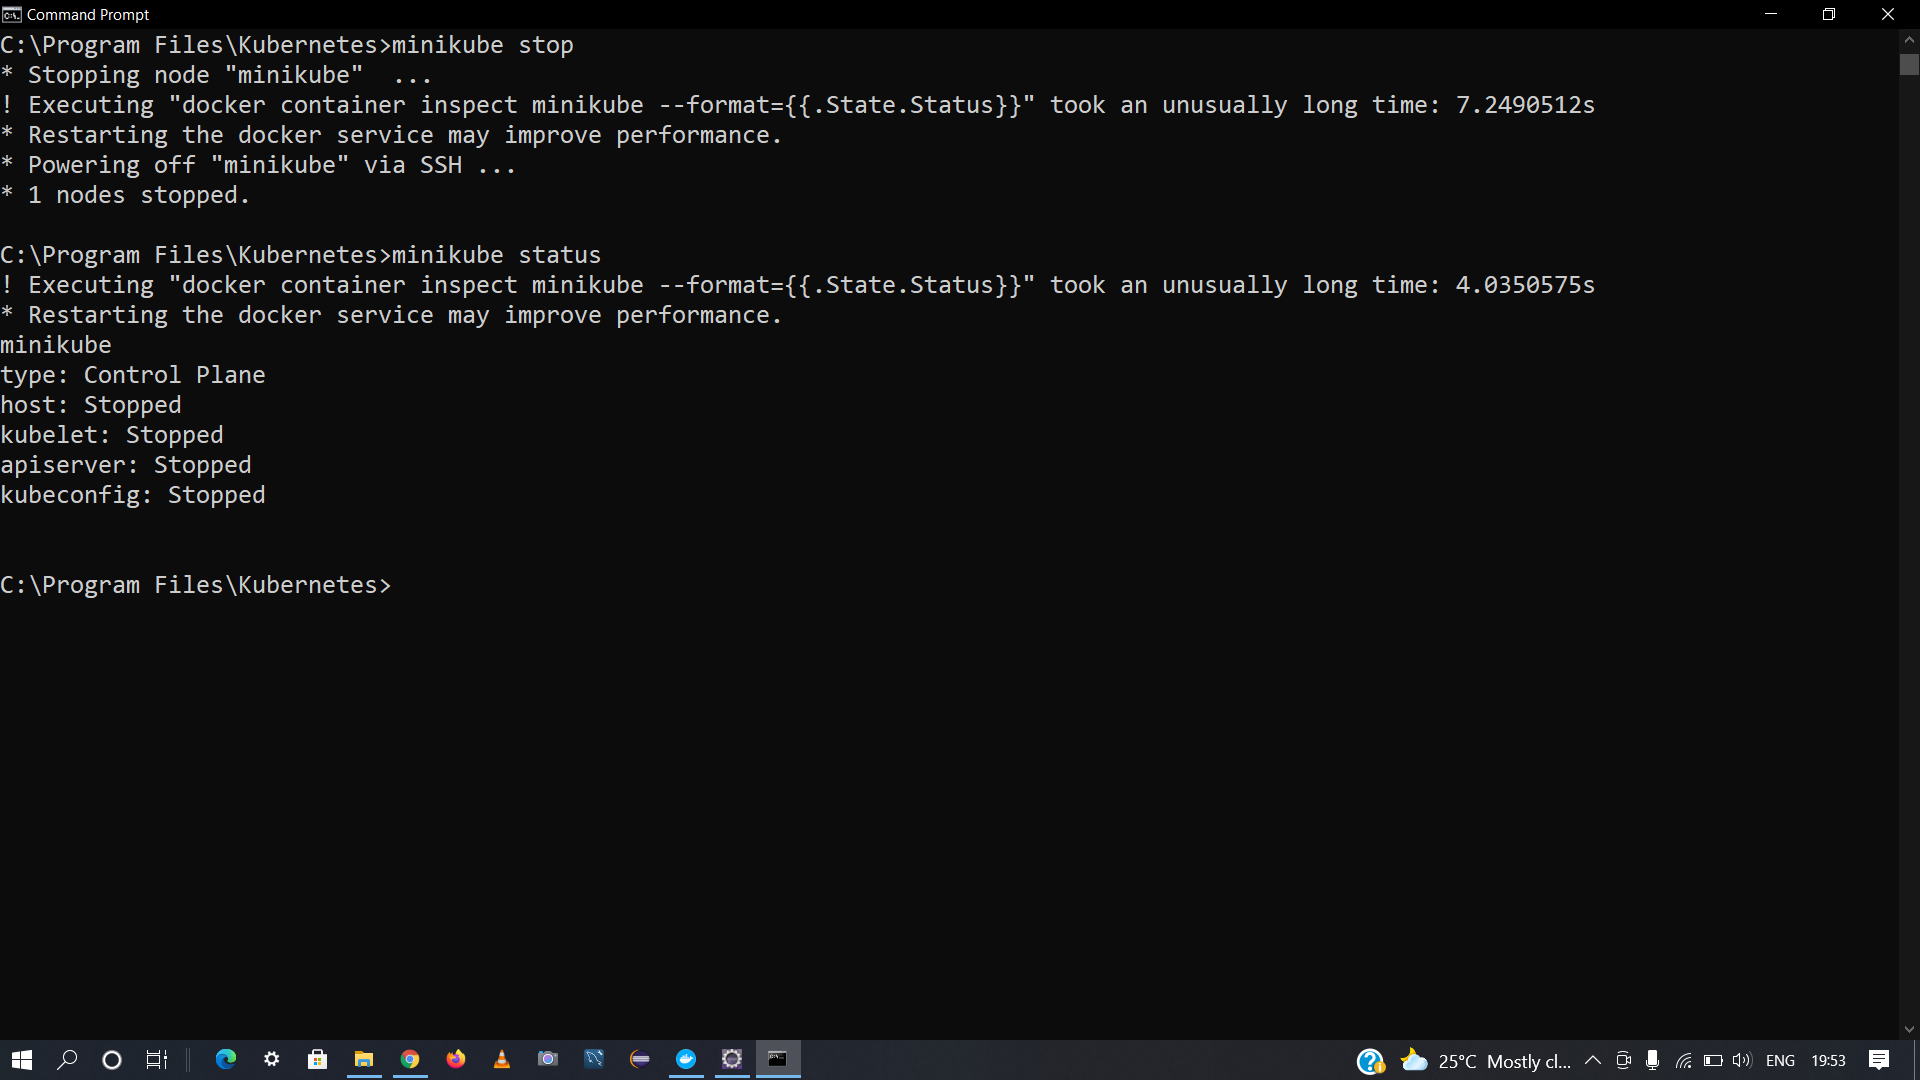 Command Prompt
C:\Program Files\Kubernetes>minikube stop
* Stopping node "minikube"  ...
! Executing "docker container inspect minikube --format={{.State.Status}}" took an unusually long time: 7.2490512s
* Restarting the docker service may improve performance.
* Powering off "minikube" via SSH ...
* 1 nodes stopped.
C:\Program Files\Kubernetes>minikube status
! Executing "docker container inspect minikube --format={{.State.Status}}" took an unusually long time: 4.0350575s
* Restarting the docker service may improve performance.
minikube
type: Control Plane
host: Stopped
kubelet: Stopped
apiserver: Stopped
kubeconfig: Stopped
C:\Program Files\Kubernetes>
25°C Mostly cl... ENG 19:53